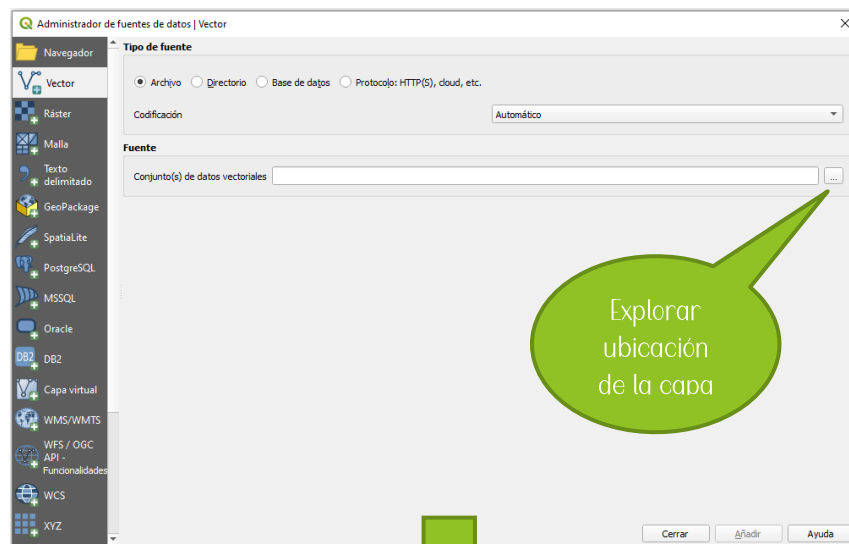 Administrador de fuentes de datos | Vector
Navegador
Vector
Ráster
Malla
Texto
delimitado
GeoPackage
SpatiaLite
PostgreSQL
MSSQL
Oracle
DB2
DB2
Capa virtual
WMS/WMTS
WFS / OGC
API -
Funcionalidades
WCS
XYZ
Tipo de fuente
Archivo Directorio Base de datos Protocolo: HTTP(S), cloud, etc.
Codificación Automático
Fuente
Conjunto(s) de datos vectoriales ...
Explorar
ubicación
de la capa
Cerrar Añadir Ayuda